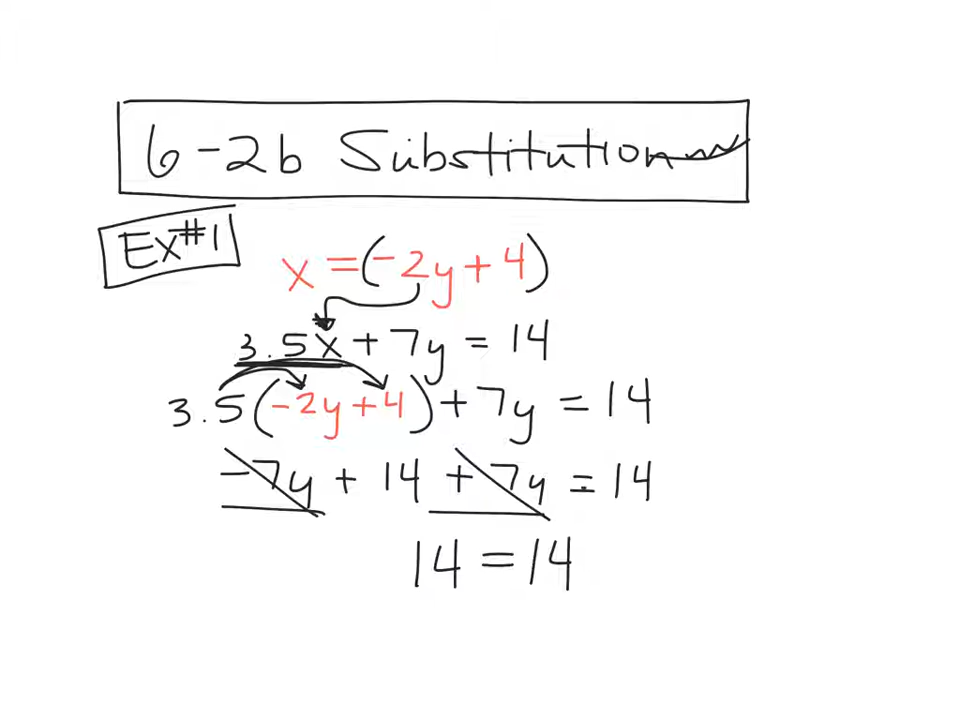 6-2b Substitution
Ex#1
x =(-2y+4)
3.5x+7y=14
3.5(-2y+4)+7y=14
-7y+14+7y=14
14=14